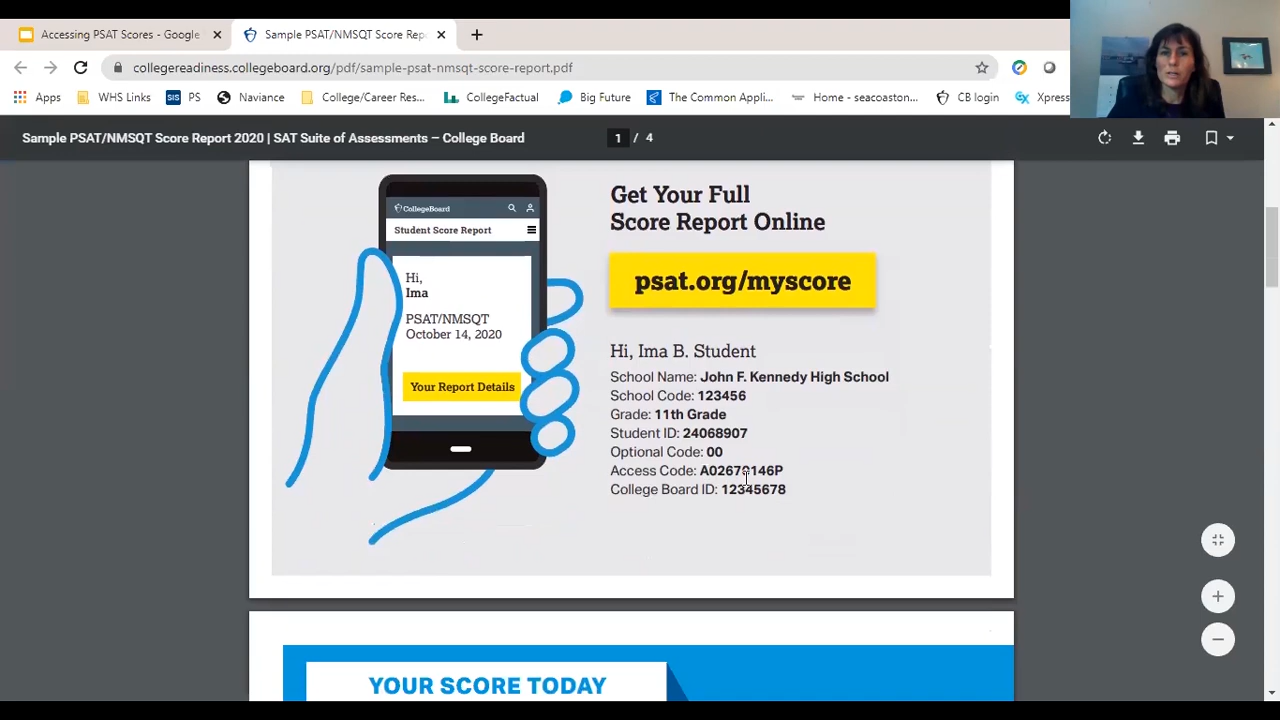 Accessing PSAT Scores - Google
Sample PSAT/NMSQT Score Rep
collegereadiness.collegeboard.org/pdf/sample-psat-nmsqt-score-report.pdf
Apps WHS Links SIS PS Naviance College/Career Res... CollegeFactual Big Future The Common Appli... Home - seacoaston... CB login Xpress
Sample PSAT/NMSQT Score Report 2020 | SAT Suite of Assessments – College Board
1 / 4
CollegeBoard
Student Score Report
Hi,
Ima
PSAT/NMSQT
October 14, 2020
Your Report Details
Get Your Full
Score Report Online
psat.org/myscore
Hi, Ima B. Student
School Name: John F. Kennedy High School
School Code: 123456
Grade: 11th Grade
Student ID: 24068907
Optional Code: 00
Access Code:
College Board ID: 12345678
YOUR SCORE TODAY